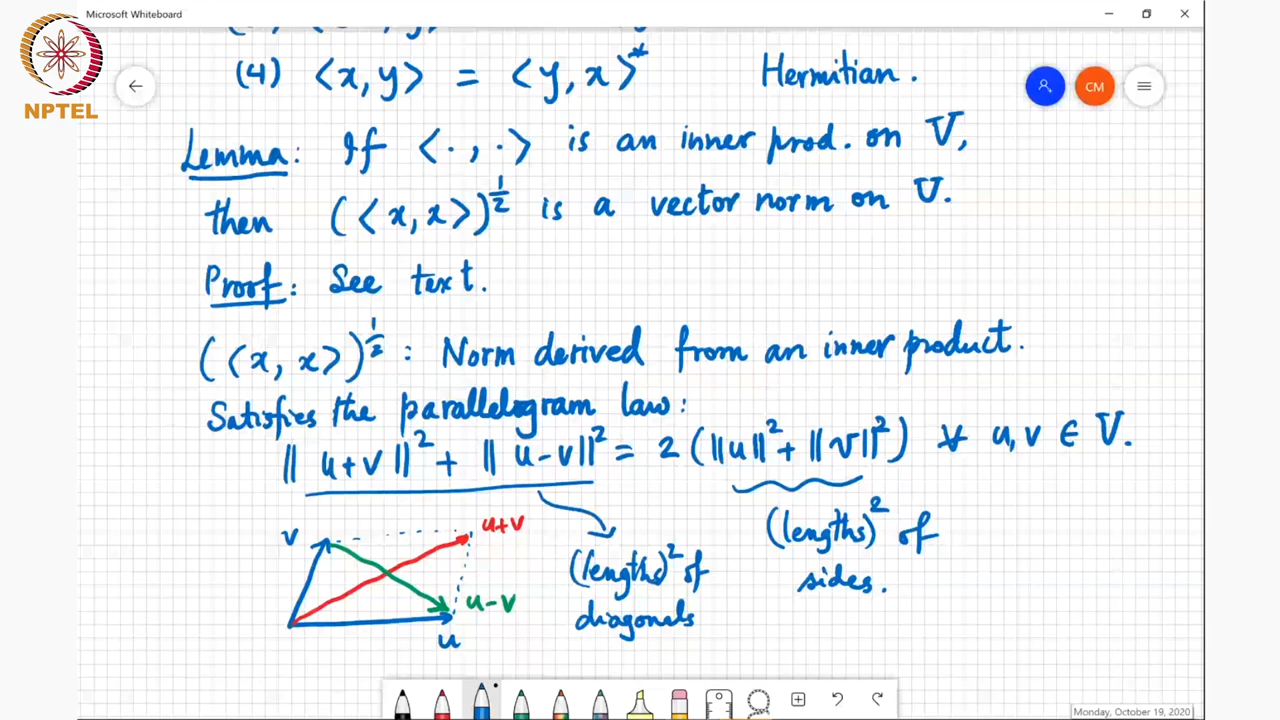 Microsoft Whiteboard
NPTEL
(4) <x, y> = <y, x>* Hermitian.
CM
Lemma: If <·, ·> is an inner prod. on V,
then (<x, x>)^{1/2} is a vector norm on V.
Proof: See text.
(<x, x>)^{1/2} : Norm derived from an inner product.
Satisfies the parallelogram law:
|| u+v ||^2 + || u-v ||^2 = 2 (||u||^2 + ||v||^2) ∀ u, v ∈ V.
v
u+v
u-v
u
(lengths)^2 of
diagonals
(lengths)^2 of
sides.
Monday, October 19, 2020